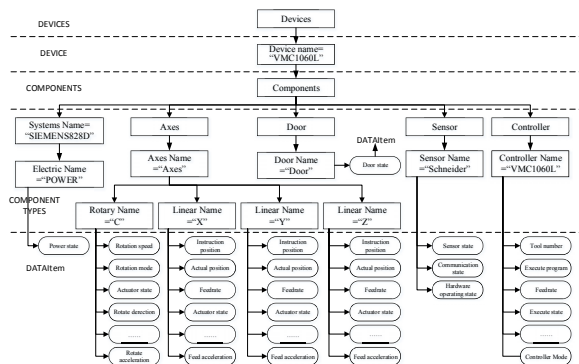 DEVICES
Devices
DEVICE
Device name=
“VMC1060L”
COMPONENTS
Components
Systems Name=
“SIEMENS828D”
Axes
Door
DATAItem
Sensor
Controller
Electric Name
=“POWER”
Axes Name
=“Axes”
Door Name
=“Door”
Door state
Sensor Name
=“Schneider”
Controller Name
=“VMC1060L”
COMPONENT
TYPES
Rotary Name
=“C”
Linear Name
=“X”
Linear Name
=“Y”
Linear Name
=“Z”
DATAItem
Power state
Rotation speed
Rotation mode
Actuator state
Rotate detection
......
Rotate
acceleration
Instruction
position
Actual position
Feedrate
Actuator state
......
Feed acceleration
Instruction
position
Actual position
Feedrate
Actuator state
......
Feed acceleration
Instruction
position
Actual position
Feedrate
Actuator state
......
Feed acceleration
Sensor state
Communication
state
Hardware
operating state
Tool number
Execute program
Feedrate
Execute state
......
Controller Mode